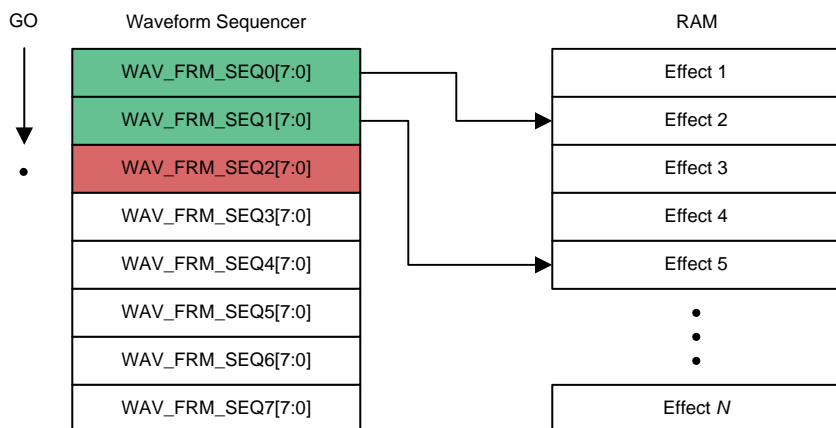 GO
Waveform Sequencer
RAM
WAV_FRM_SEQ0[7:0]
Effect 1
WAV_FRM_SEQ1[7:0]
Effect 2
WAV_FRM_SEQ2[7:0]
Effect 3
WAV_FRM_SEQ3[7:0]
Effect 4
WAV_FRM_SEQ4[7:0]
Effect 5
WAV_FRM_SEQ5[7:0]
WAV_FRM_SEQ6[7:0]
WAV_FRM_SEQ7[7:0]
Effect N